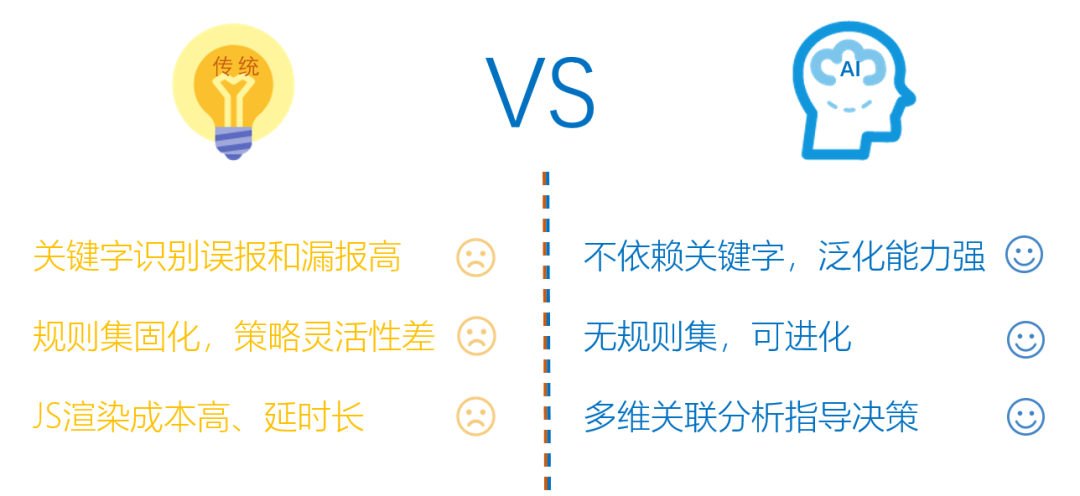 传统
VS
AI
关键字识别误报和漏报高
不依赖关键字，泛化能力强
规则集固化，策略灵活性差
无规则集，可进化
JS渲染成本高、延时长
多维关联分析指导决策